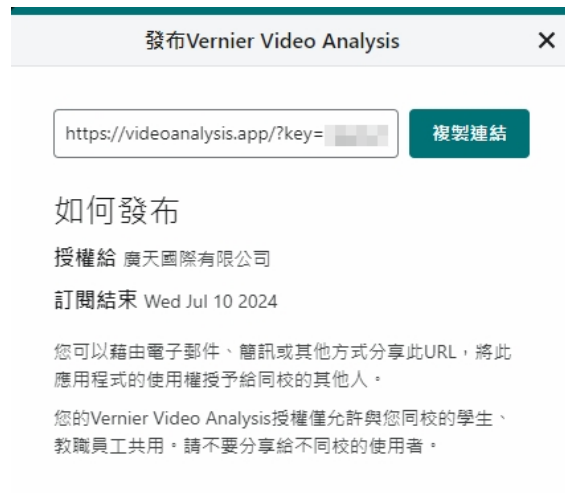 發布Vernier Video Analysis
https://videoanalysis.app/?key=
複製連結
如何發布
授權給 廣天國際有限公司
訂閱結束 Wed Jul 10 2024
您可以藉由電子郵件、簡訊或其他方式分享此URL，將此
應用程式的使用權授予給同校的其他人。
您的Vernier Video Analysis授權僅允許與您同校的學生、
教職員工共用。請不要分享給不同校的使用者。